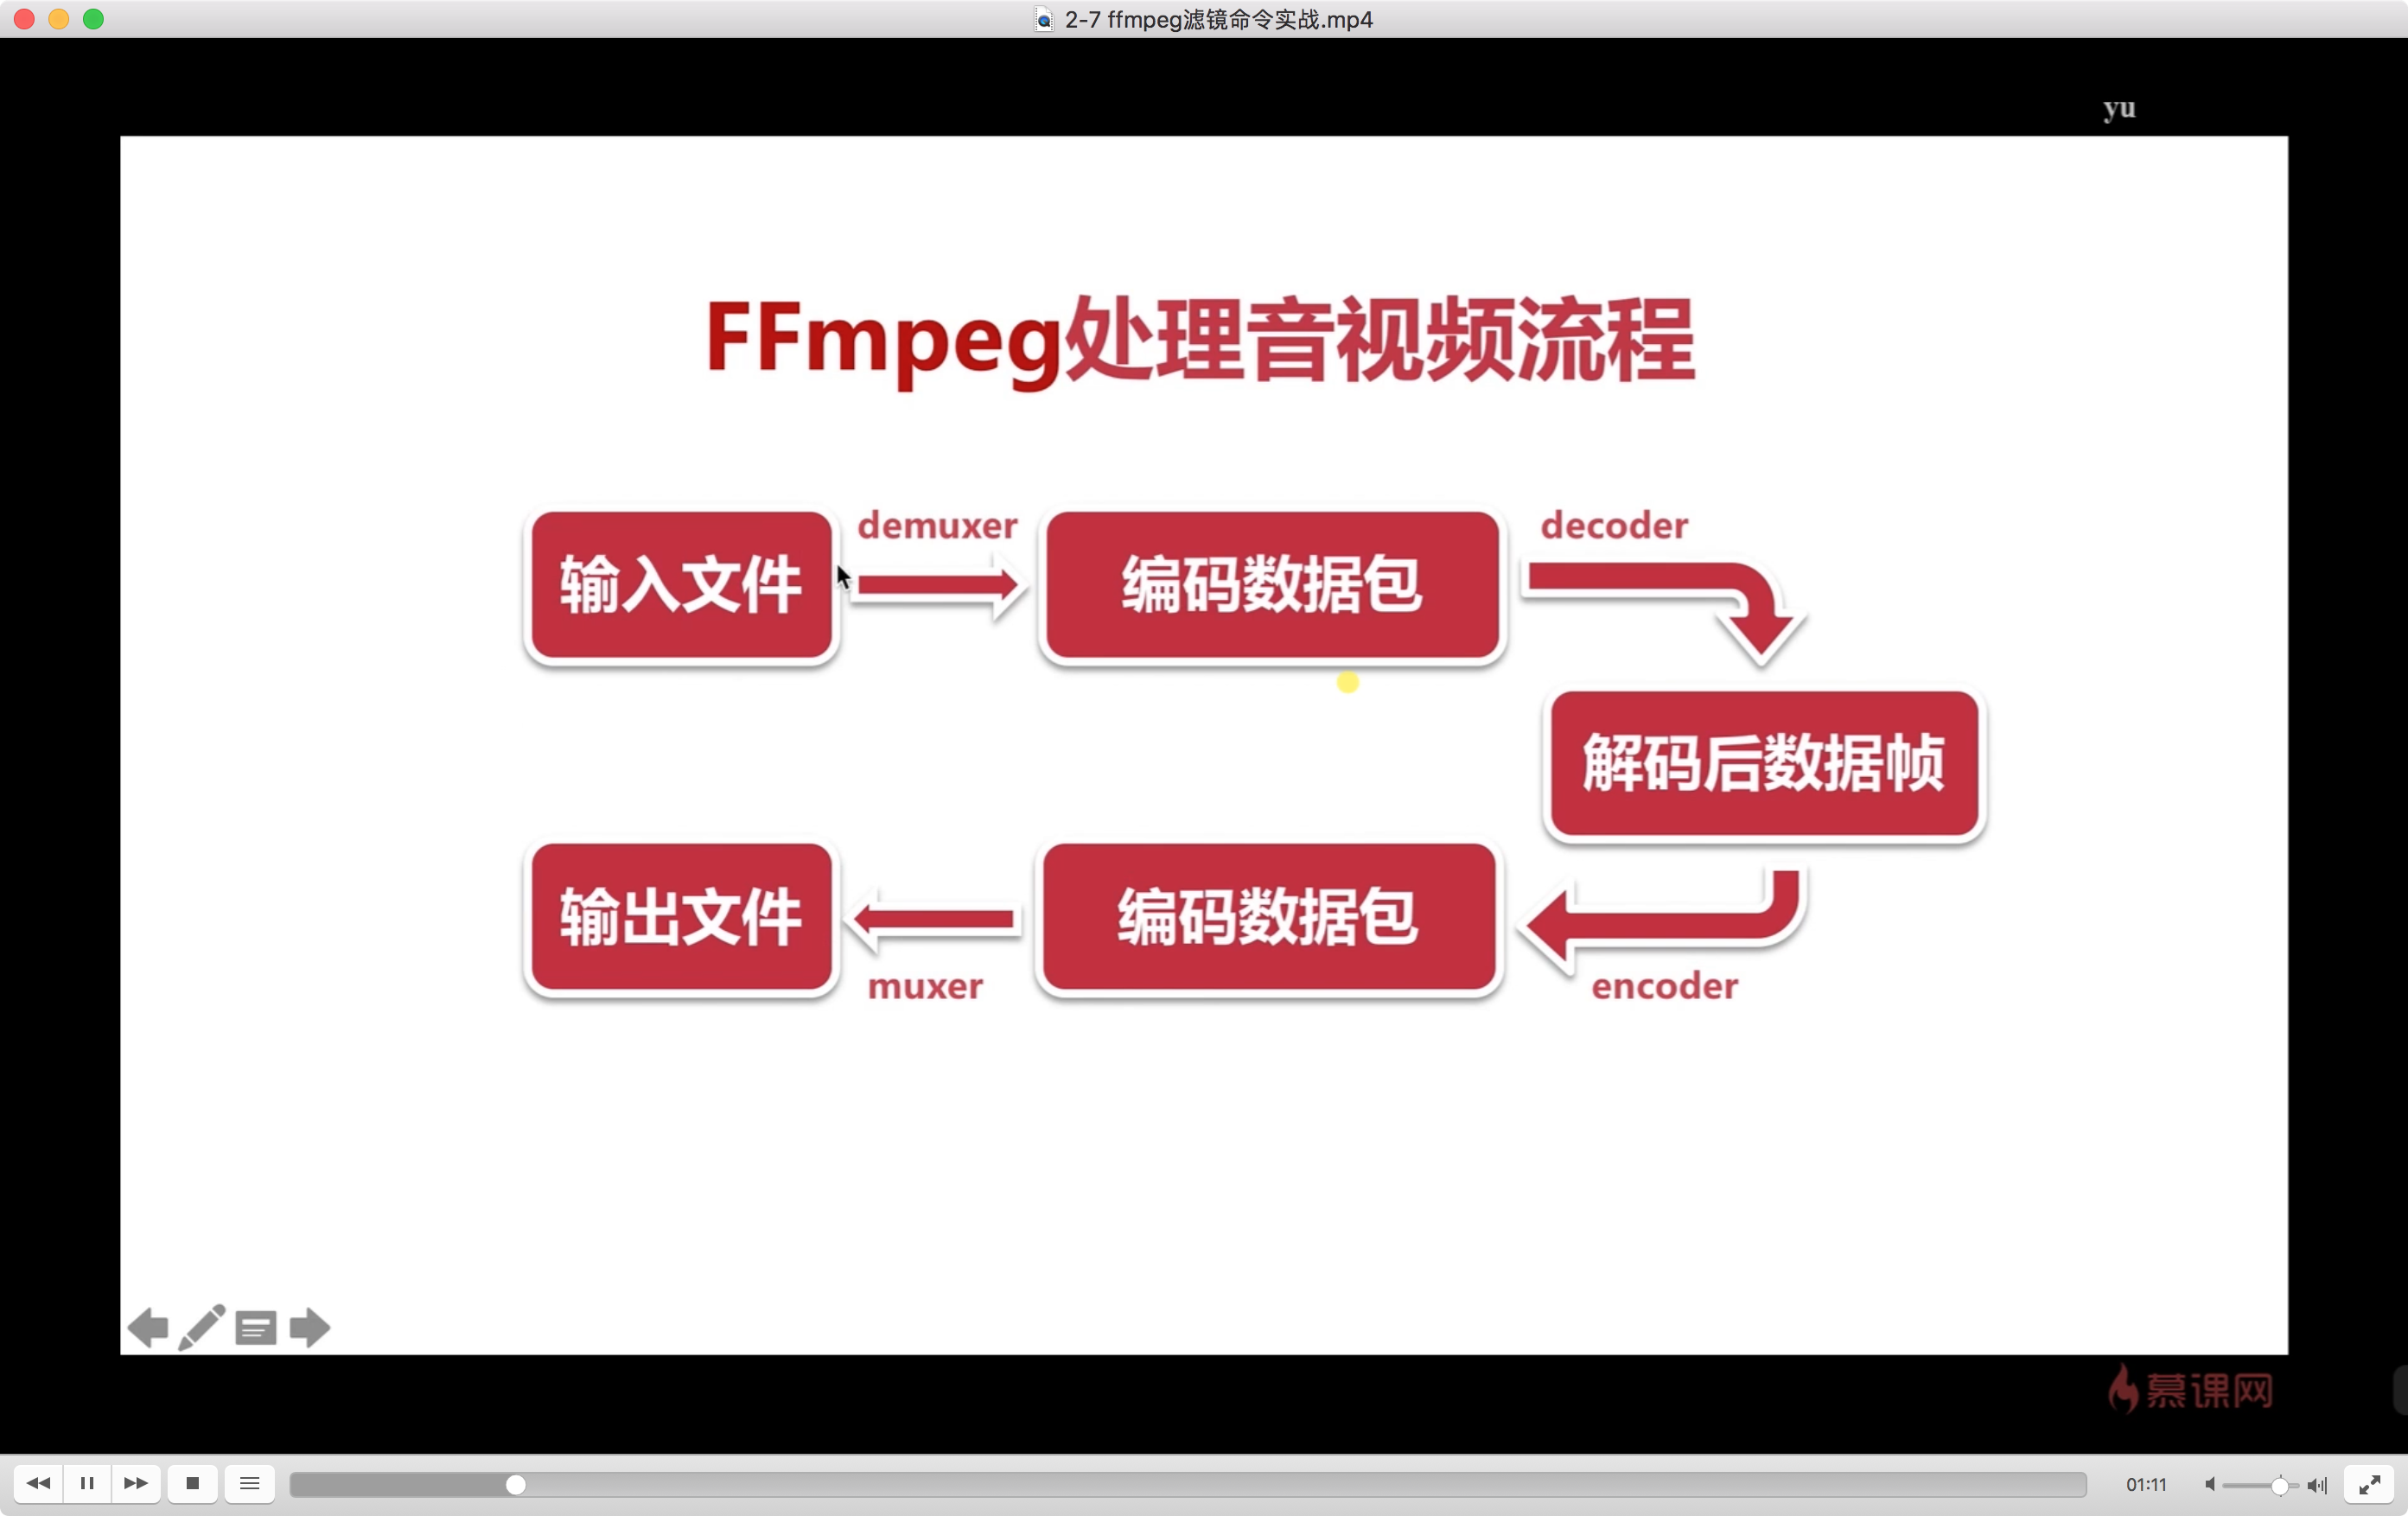 2-7 ffmpeg滤镜命令实战.mp4
yu
FFmpeg处理音视频流程
输入文件
demuxer
编码数据包
decoder
解码后数据帧
输出文件
muxer
编码数据包
encoder
慕课网
01:11